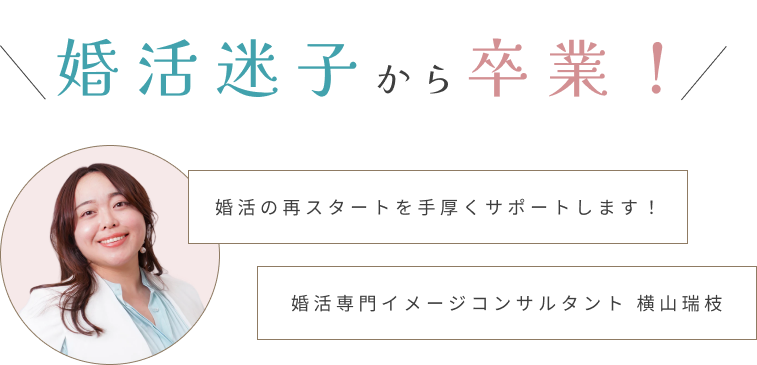 婚活迷子から卒業！
婚活の再スタートを手厚くサポートします！
婚活専門イメージコンサルタント 横山瑞枝